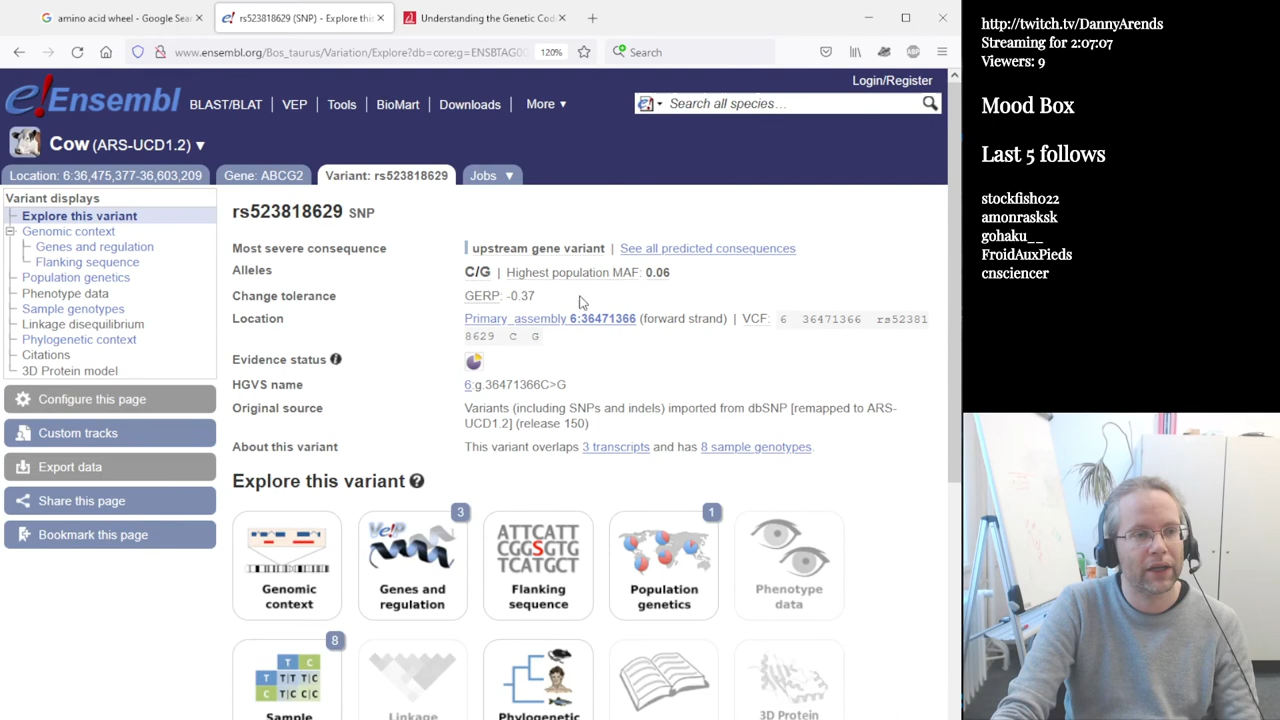 amino acid wheel - Google Sear
rs523818629 (SNP) - Explore this
Understanding the Genetic Cod
www.ensembl.org/Bos_taurus/Variation/Explore?db=core;g=ENSBTAG00
120%
Search
Login/Register
e!Ensembl
BLAST/BLAT
VEP
Tools
BioMart
Downloads
More
Search all species…
Cow (ARS-UCD1.2)
Location: 6:36,475,377-36,603,209
Gene: ABCG2
Variant: rs523818629
Jobs
Variant displays
Explore this variant
Genomic context
Genes and regulation
Flanking sequence
Population genetics
Phenotype data
Sample genotypes
Linkage disequilibrium
Phylogenetic context
Citations
3D Protein model
Configure this page
Custom tracks
Export data
Share this page
Bookmark this page
rs523818629 SNP
Most severe consequence
upstream gene variant | See all predicted consequences
Alleles
C/G | Highest population MAF: 0.06
Change tolerance
GERP: -0.37
Location
Primary_assembly 6:36471366 (forward strand) | VCF: 6 36471366 rs52381
8629 C G
Evidence status
HGVS name
6:g.36471366C>G
Original source
Variants (including SNPs and indels) imported from dbSNP [remapped to ARS-
UCD1.2] (release 150)
About this variant
This variant overlaps 3 transcripts and has 8 sample genotypes.
Explore this variant
Genomic
context
3
Ve!
Genes and
regulation
ATTCATT
CGGSGTG
TCATGCT
Flanking
sequence
1
Population
genetics
Phenotype
data
8
T C
T T T C
C T C C
Sample
Linkage
Phylogenetic
3D Protein
http://twitch.tv/DannyArends
Streaming for 2:07:07
Viewers: 9
Mood Box
Last 5 follows
stockfish022
amonrasksk
gohaku__
FroidAuxPieds
cnsciencer